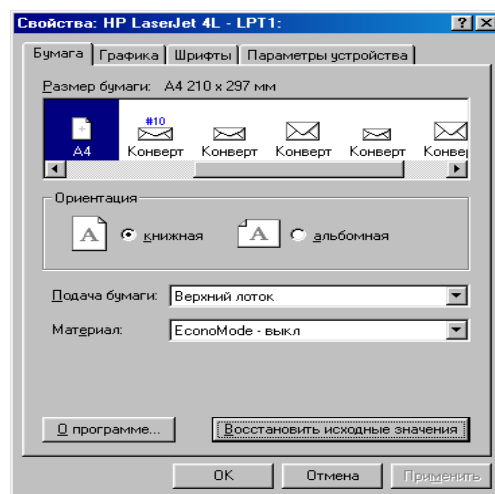 Свойства: HP LaserJet 4L - LPT1:
Бумага Графика Шрифты Параметры устройства
Размер бумаги: A4 210 x 297 мм
#10
A4 Конверт Конверт Конверт Конверт Конвер
Ориентация
A книжная A альбомная
Подача бумаги: Верхний лоток
Материал: EconoMode - выкл
О программе... Восстановить исходные значения
OK Отмена Применить